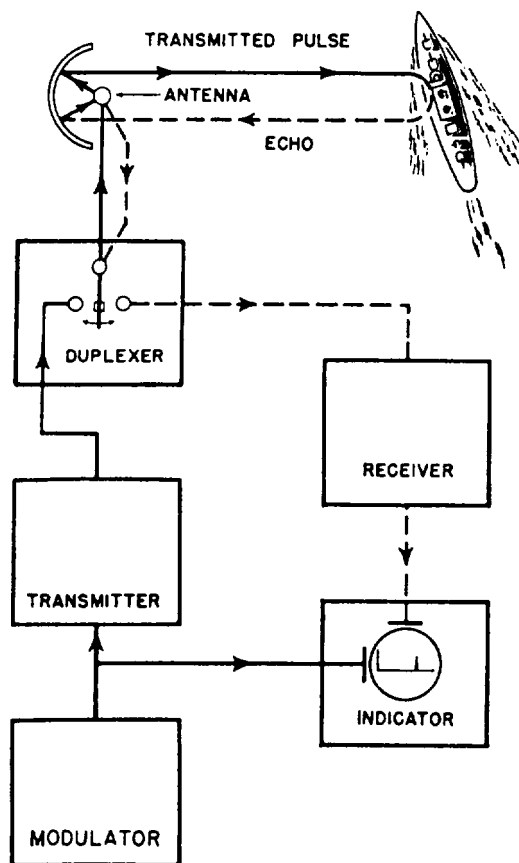 TRANSMITTED PULSE
ANTENNA
ECHO
DUPLEXER
RECEIVER
TRANSMITTER
INDICATOR
MODULATOR